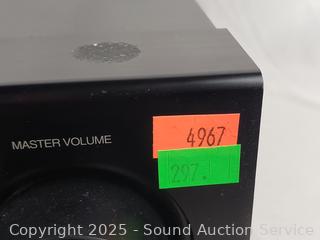 MASTER VOLUME
4967
297.
Copyright 2025 - Sound Auction Service